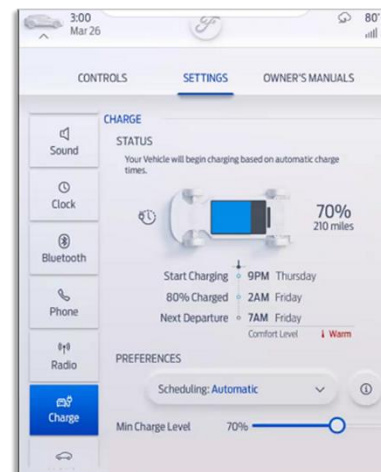 3:00
80°
Mar 26
CONTROLS SETTINGS OWNER'S MANUALS
CHARGE
STATUS
Your Vehicle will begin charging based on automatic charge
times.
Sound
Clock
Bluetooth
Phone
Radio
Charge
70%
210 miles
Start Charging 9PM Thursday
80% Charged 2AM Friday
Next Departure 7AM Friday
Comfort Level Warm
PREFERENCES
Scheduling: Automatic
Min Charge Level 70%